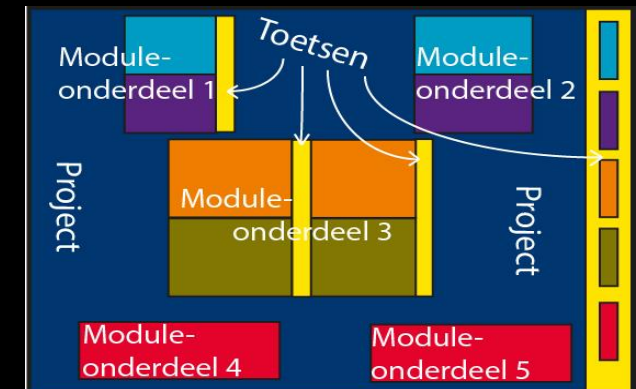 Toetsen
Module-
onderdeel 1
Module-
onderdeel 2
Project
Module-
onderdeel 3
Project
Module-
onderdeel 4
Module-
onderdeel 5